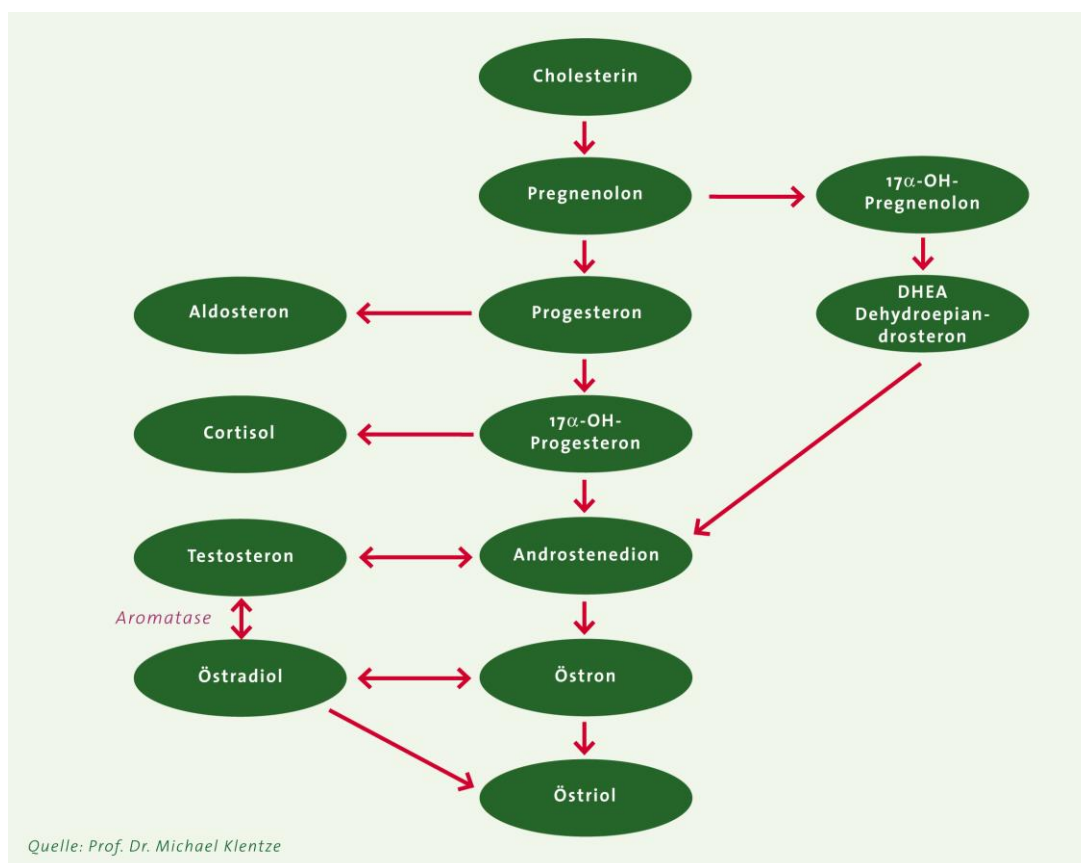 Cholesterin
Pregnenolon
17α-OH-
Pregnenolon
Aldosteron
Progesteron
DHEA
Dehydroepian-
drosteron
Cortisol
17α-OH-
Progesteron
Testosteron
Androstenedion
Aromatase
Östradiol
Östron
Östriol
Quelle: Prof. Dr. Michael Klentze